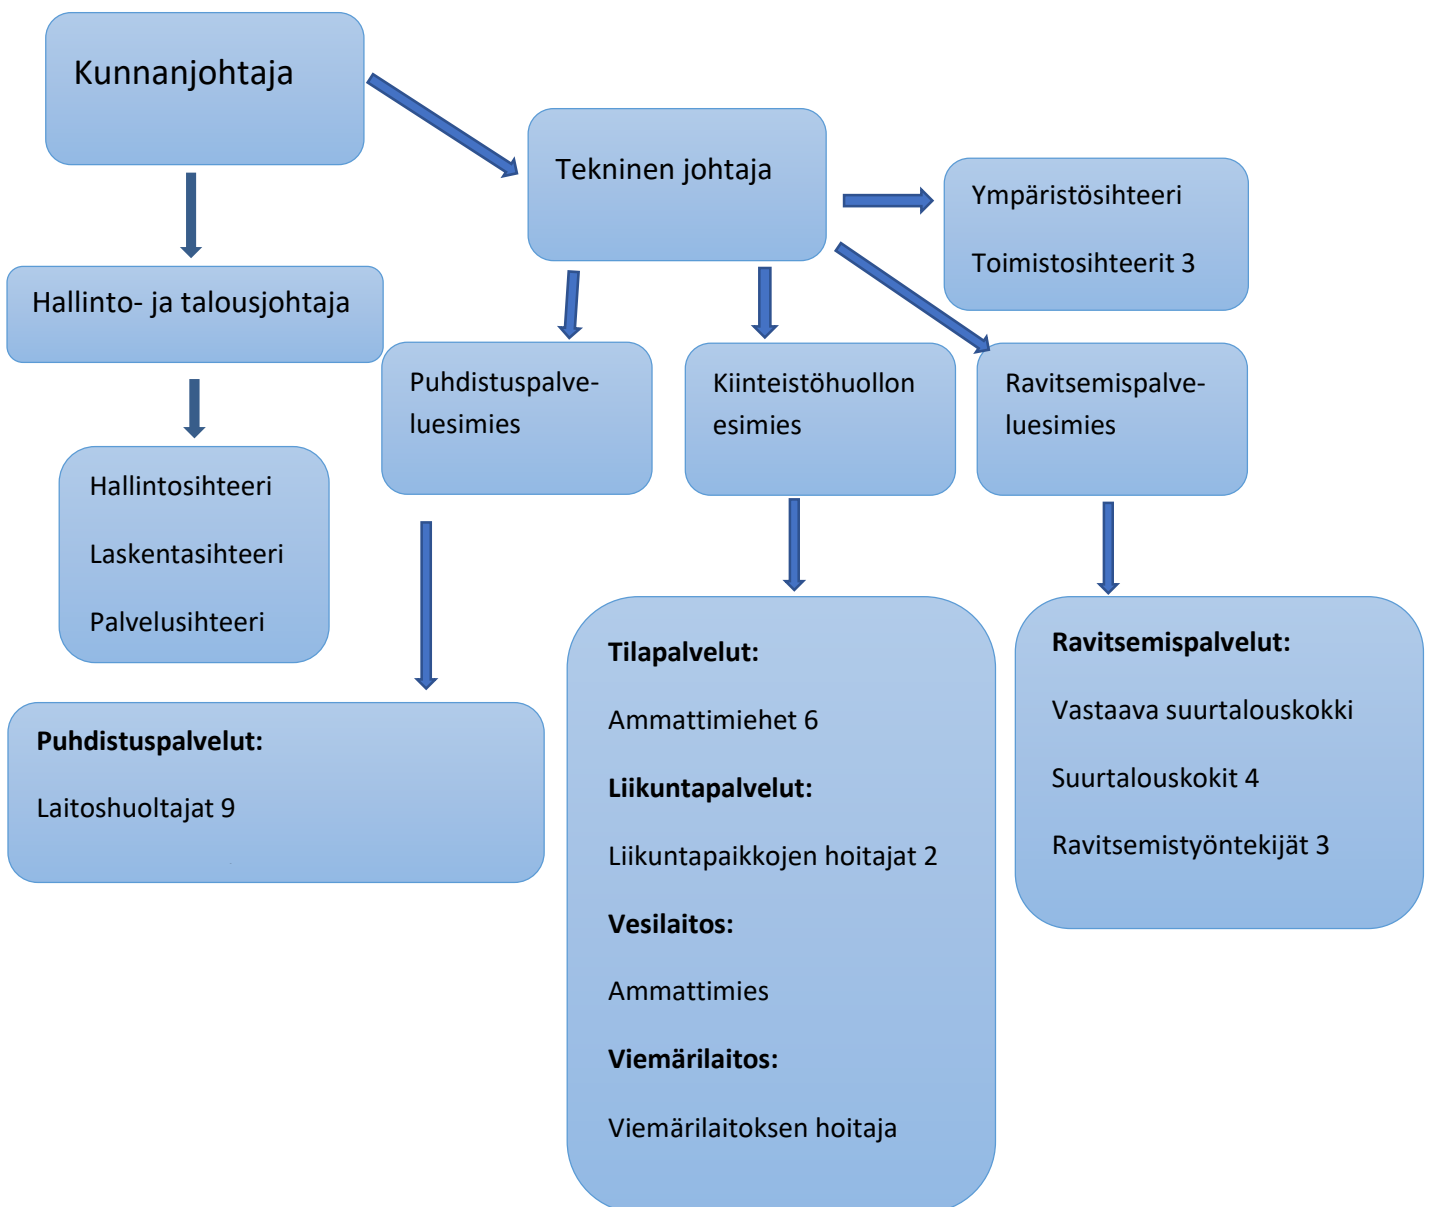 Kunnanjohtaja
Tekninen johtaja
Ympäristösihteeri
Toimistosihteerit 3
Hallinto- ja talousjohtaja
Puhdistuspalve-
luesimies
Kiinteistöhuollon
esimies
Ravitsemispalve-
luesimies
Hallintosihteeri
Laskentasihteeri
Palvelusihteeri
Puhdistuspalvelut:
Laitoshuoltajat 9
Tilapalvelut:
Ammattimiehet 6
Liikuntapalvelut:
Liikuntapaikkojen hoitajat 2
Vesilaitos:
Ammattimies
Viemärilaitos:
Viemärilaitoksen hoitaja
Ravitsemispalvelut:
Vastaava suurtalouskokki
Suurtalouskokit 4
Ravitsemistyöntekijät 3